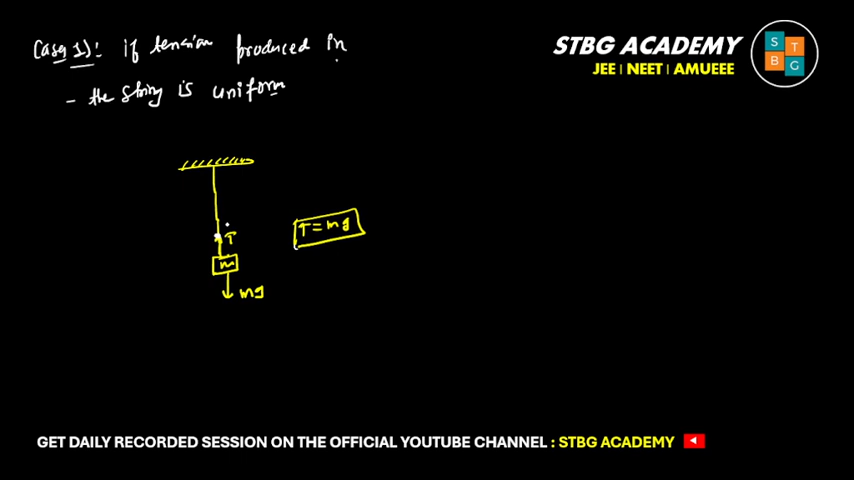 Case 1): if tension produced in
- the string is uniform
STBG ACADEMY
JEE | NEET | AMUEEE
S T
B G
T
T = mg
m
mg
GET DAILY RECORDED SESSION ON THE OFFICIAL YOUTUBE CHANNEL : STBG ACADEMY